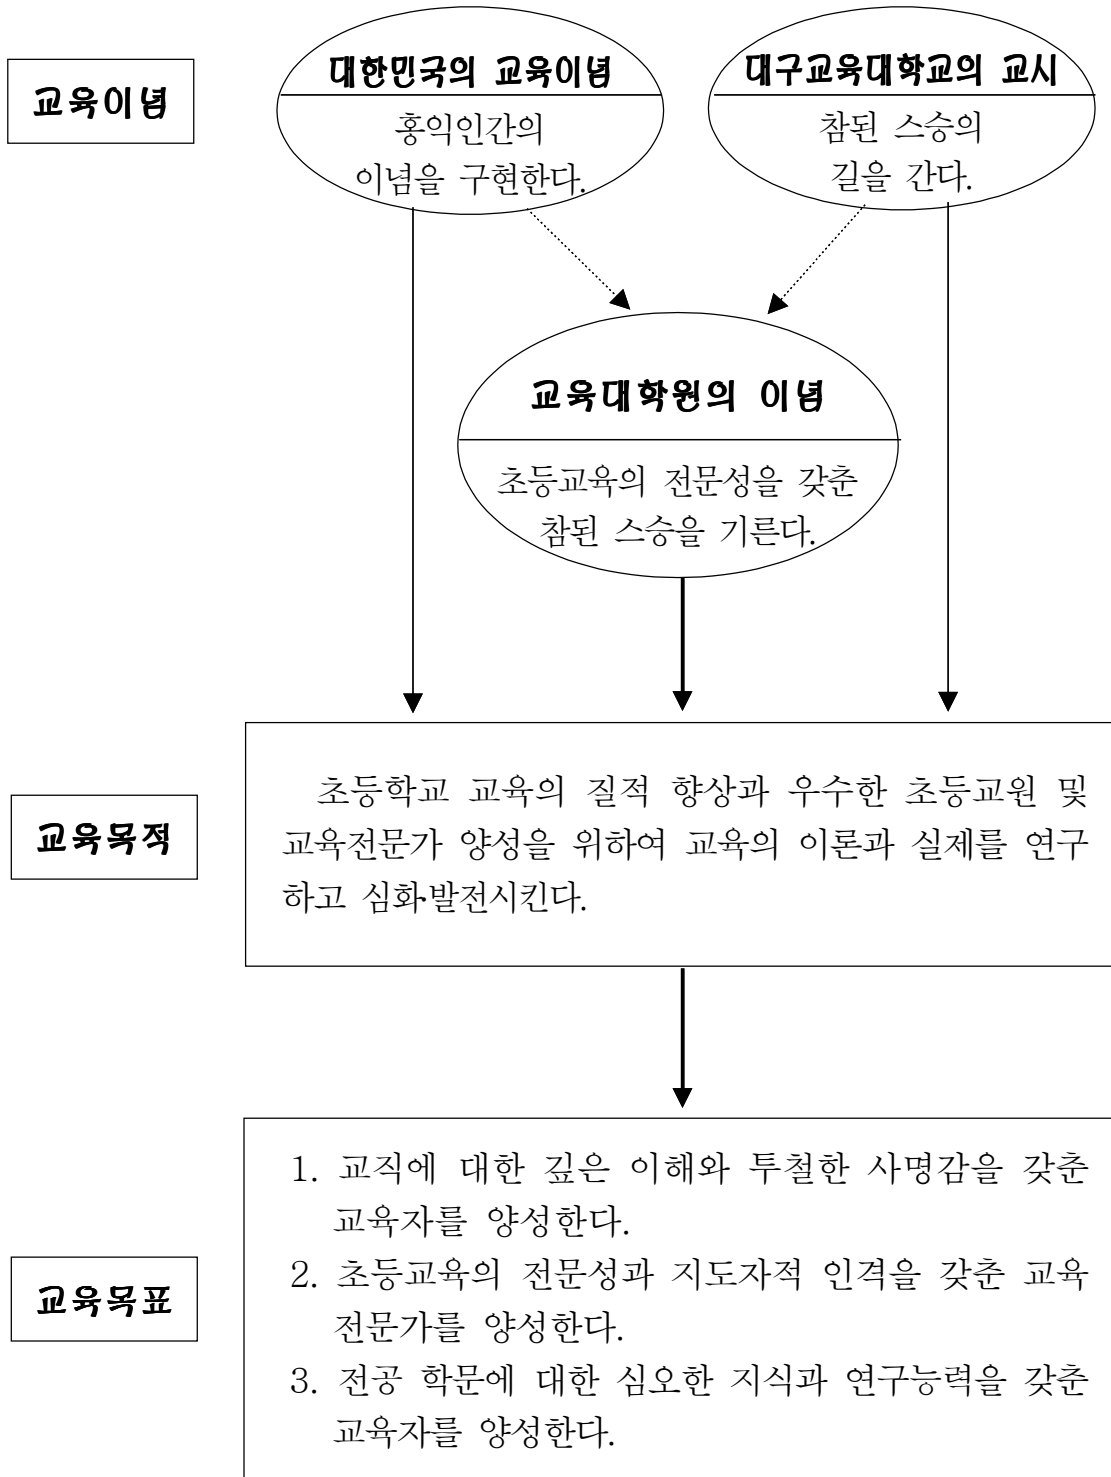 대한민국의 교육이념
대구교육대학교의 교시
교육이념
홍익인간의
이념을 구현한다.
참된 스승의
길을 간다.
교육대학원의 이념
초등교육의 전문성을 갖춘
참된 스승을 기른다.
교육목적
초등학교 교육의 질적 향상과 우수한 초등교원 및
교육전문가 양성을 위하여 교육의 이론과 실제를 연구
하고 심화·발전시킨다.
교육목표
1. 교직에 대한 깊은 이해와 투철한 사명감을 갖춘
교육자를 양성한다.
2. 초등교육의 전문성과 지도자적 인격을 갖춘 교육
전문가를 양성한다.
3. 전공 학문에 대한 심오한 지식과 연구능력을 갖춘
교육자를 양성한다.